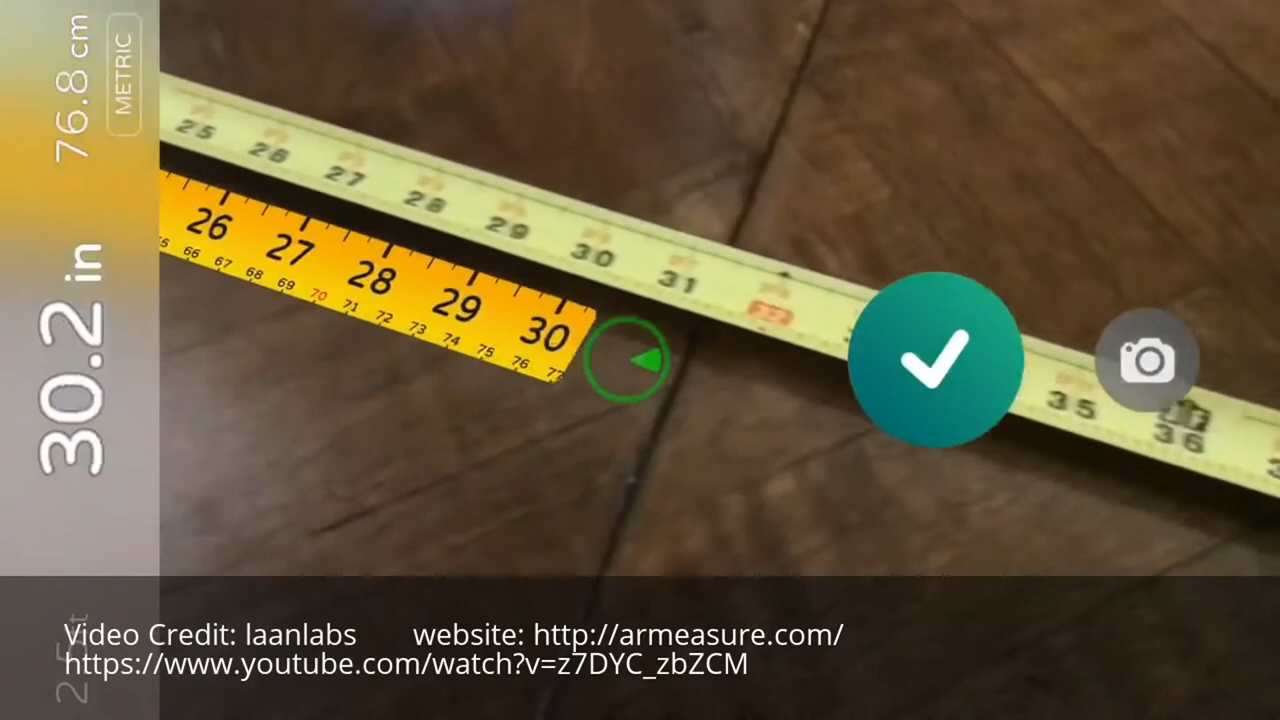 76.8 cm
METRIC
30.2 in
25 26 27 28 29 30 31
35 36
26 27 28 29 30
66 67 68 69 70 71 72 73 74 75 76 77
Video Credit: laanlabs website: http://armeasure.com/
https://www.youtube.com/watch?v=z7DYC_zbZCM